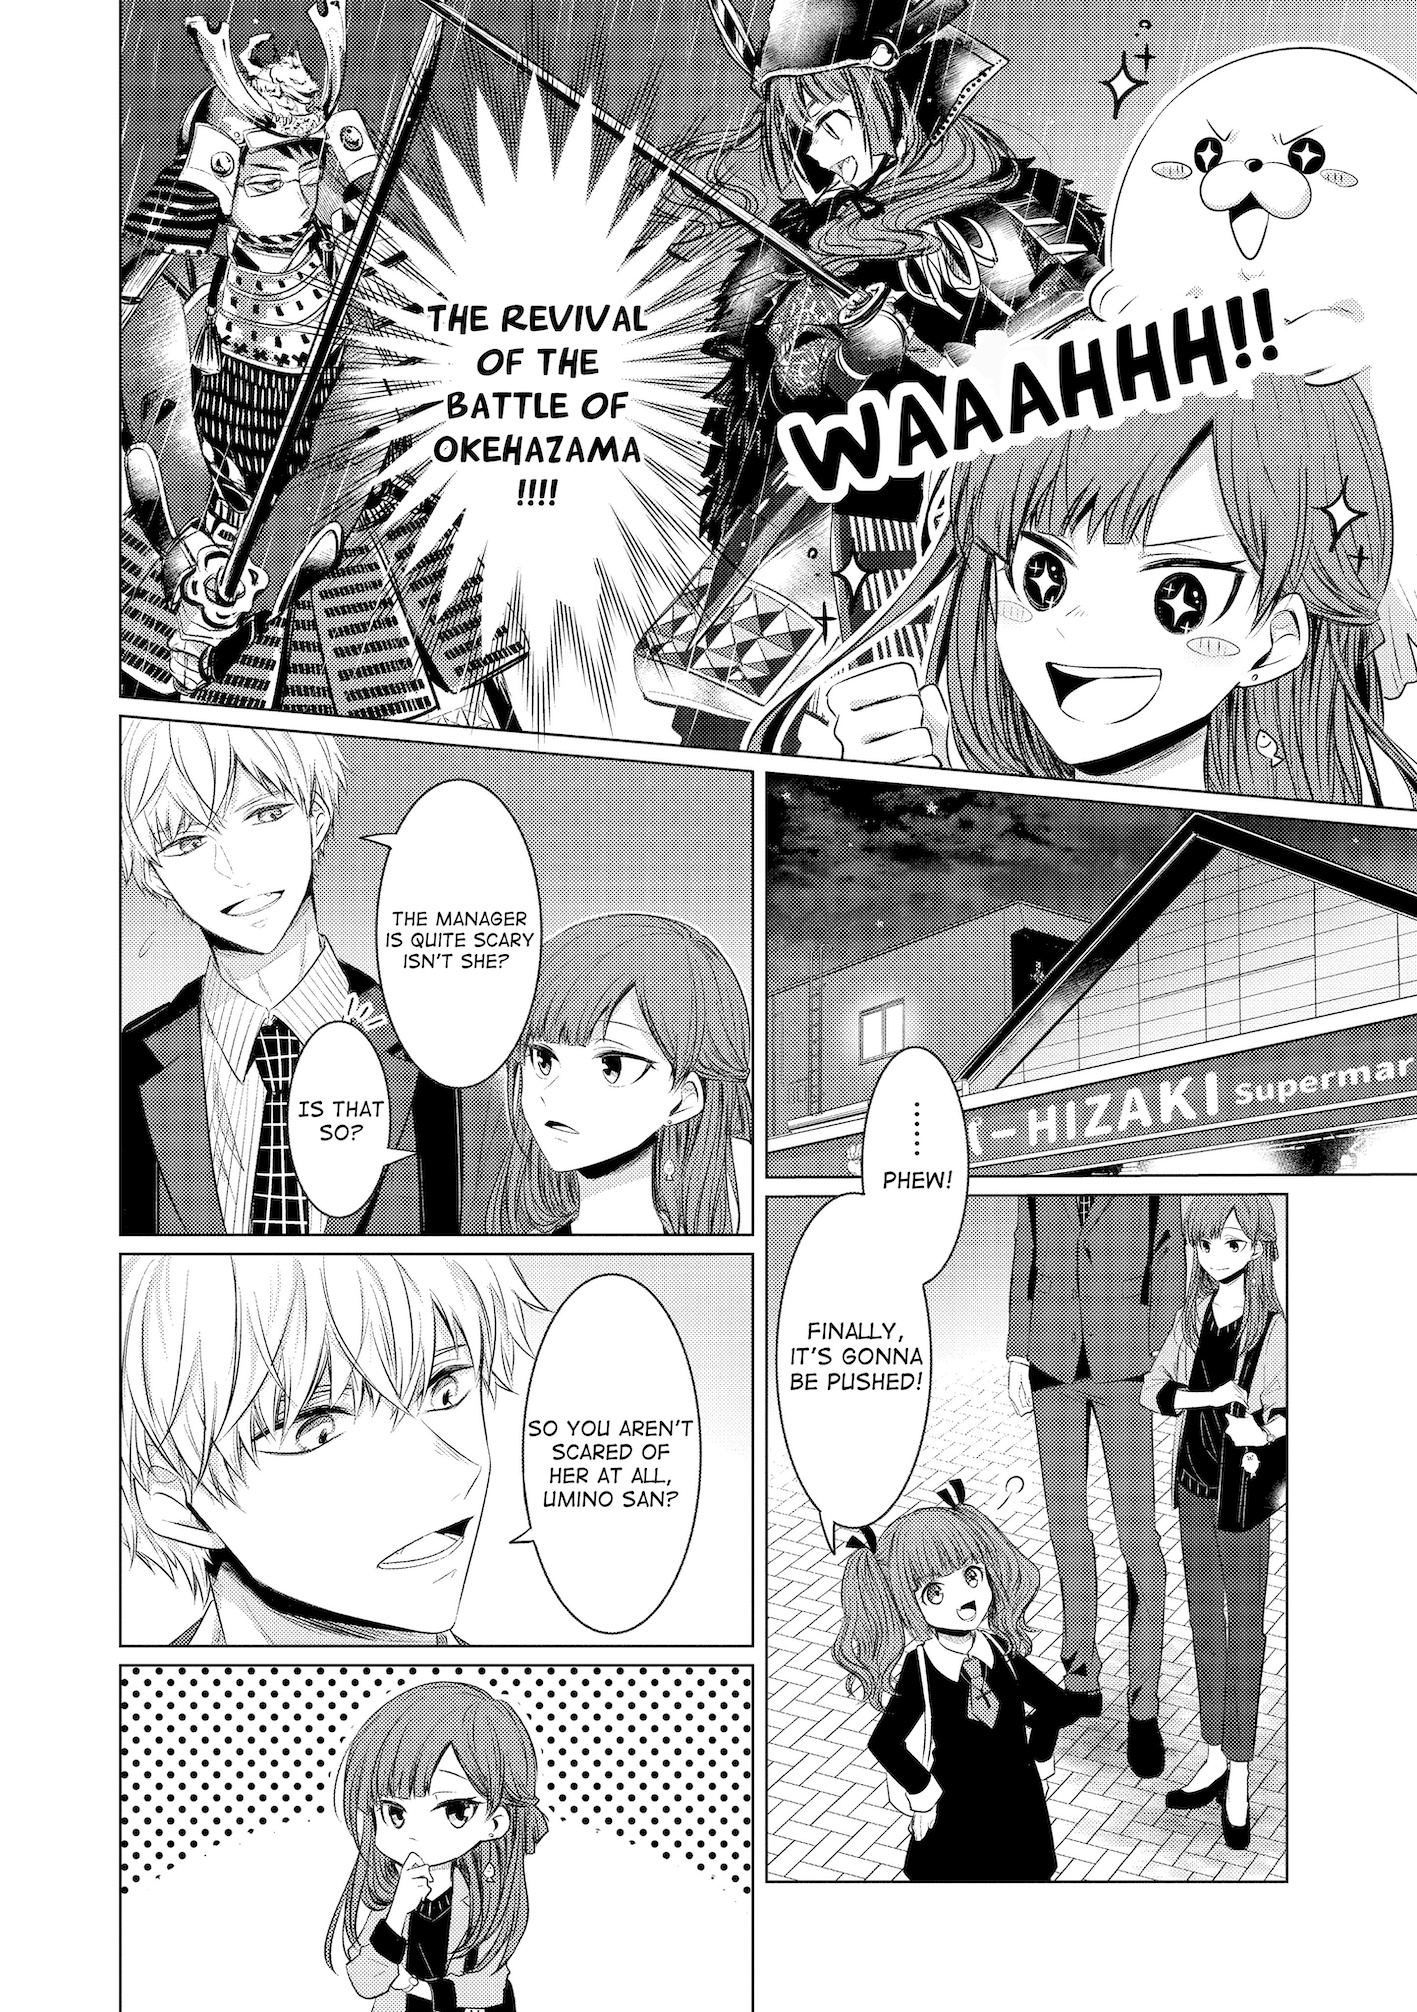 WAAAHHH!!
THE REVIVAL
OF THE
BATTLE OF
OKEHAZAMA
!!!!
- HIZAKI Supermar
......
PHEW!
FINALLY,
IT'S GONNA
BE PUSHED!
THE MANAGER
IS QUITE SCARY
ISN'T SHE?
IS THAT
SO?
SO YOU AREN'T
SCARED OF
HER AT ALL,
UMINO SAN?